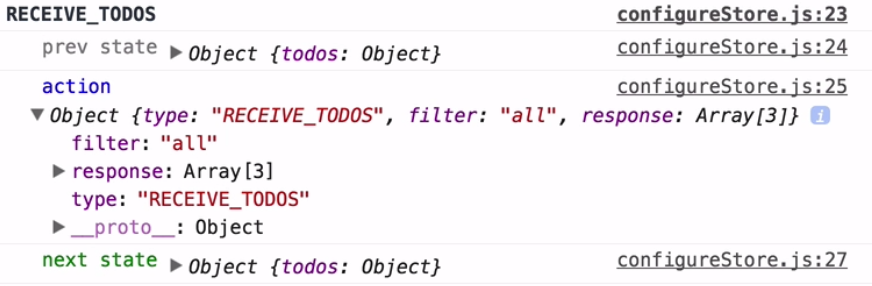 RECEIVE_TODOS configureStore.js:23
prev state ▶ Object {todos: Object} configureStore.js:24
action configureStore.js:25
▼ Object {type: "RECEIVE_TODOS", filter: "all", response: Array[3]} i
filter: "all"
▶ response: Array[3]
type: "RECEIVE_TODOS"
▶ __proto__: Object
next state ▶ Object {todos: Object} configureStore.js:27